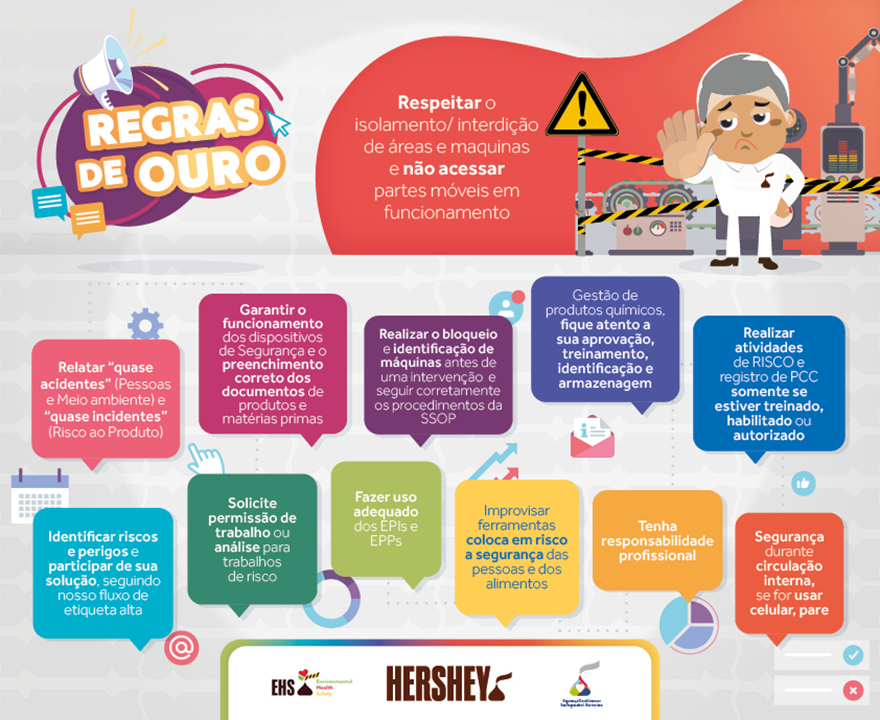 REGRAS
DE OURO
Respeitar o
isolamento/ interdição
de áreas e maquinas
e não acessar
partes móveis em
funcionamento
Relatar “quase
acidentes” (Pessoas
e Meio ambiente) e
“quase incidentes”
(Risco ao Produto)
Garantir o
funcionamento
dos dispositivos
de Segurança e o
preenchimento
correto dos
documentos de
produtos e
matérias primas
Realizar o bloqueio
e identificação de
máquinas antes de
uma intervenção e
seguir corretamente
os procedimentos da
SSOP
Gestão de
produtos químicos,
fique atento a
sua aprovação,
treinamento,
identificação e
armazenagem
Realizar
atividades
de RISCO e
registro de PCC
somente se
estiver treinado,
habilitado ou
autorizado
Identificar riscos
e perigos e
participar de sua
solução, seguindo
nosso fluxo de
etiqueta alta
Solicite
permissão de
trabalho ou
análise para
trabalhos
de risco
Fazer uso
adequado
dos EPIs e
EPPs
Improvisar
ferramentas
coloca em risco
a segurança das
pessoas e dos
alimentos
Tenha
responsabilidade
profissional
Segurança
durante
circulação
interna,
se for usar
celular, pare
EHS
Environmental
Health
Safety
HERSHEY